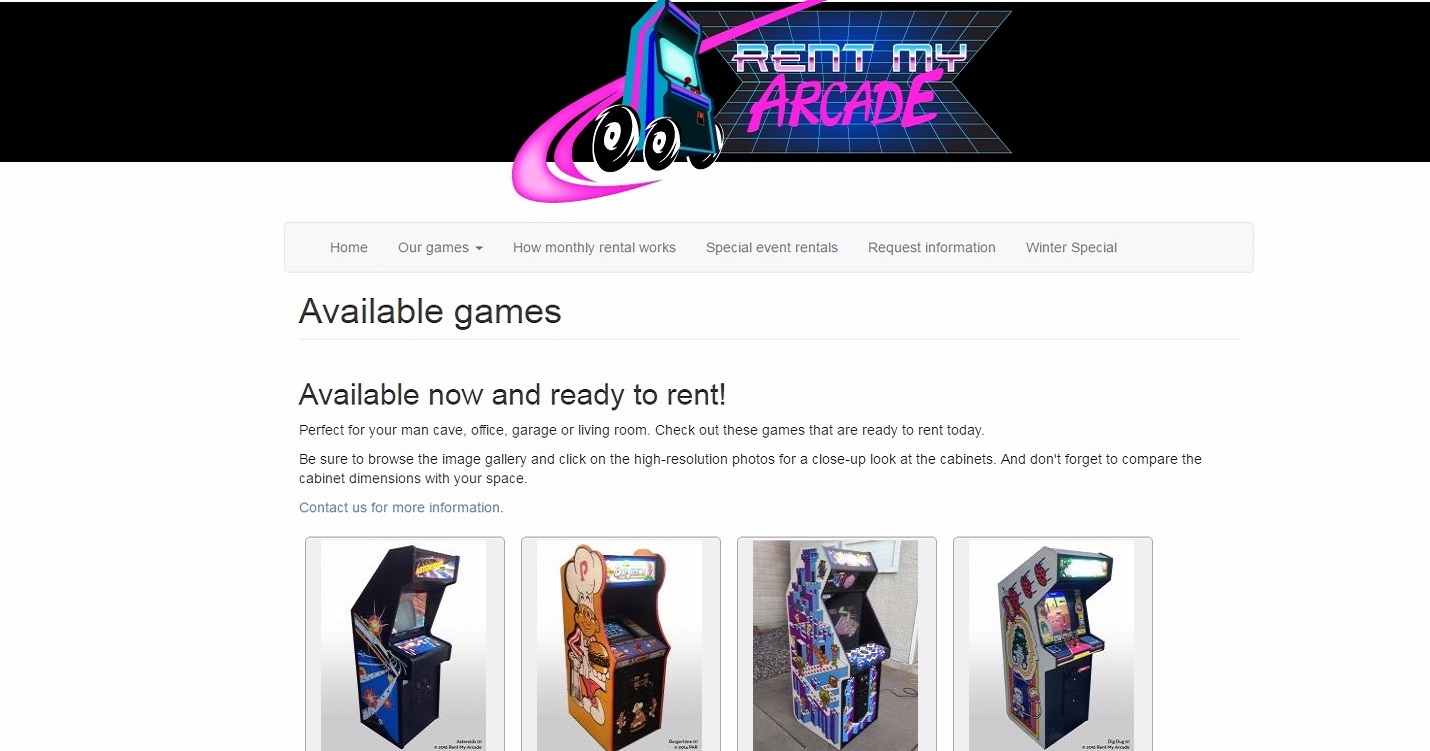 RENT MY
ARCADE
Home Our games How monthly rental works Special event rentals Request information Winter Special
Available games
Available now and ready to rent!
Perfect for your man cave, office, garage or living room. Check out these games that are ready to rent today.
Be sure to browse the image gallery and click on the high-resolution photos for a close-up look at the cabinets. And don't forget to compare the
cabinet dimensions with your space.
Contact us for more information.
ASTEROIDS
P
Asteroids 01
© 2016 Rent My Arcade
Burgertime 01
© 2014 PAR
Dig Dug 01
© 2016 Rent My Arcade